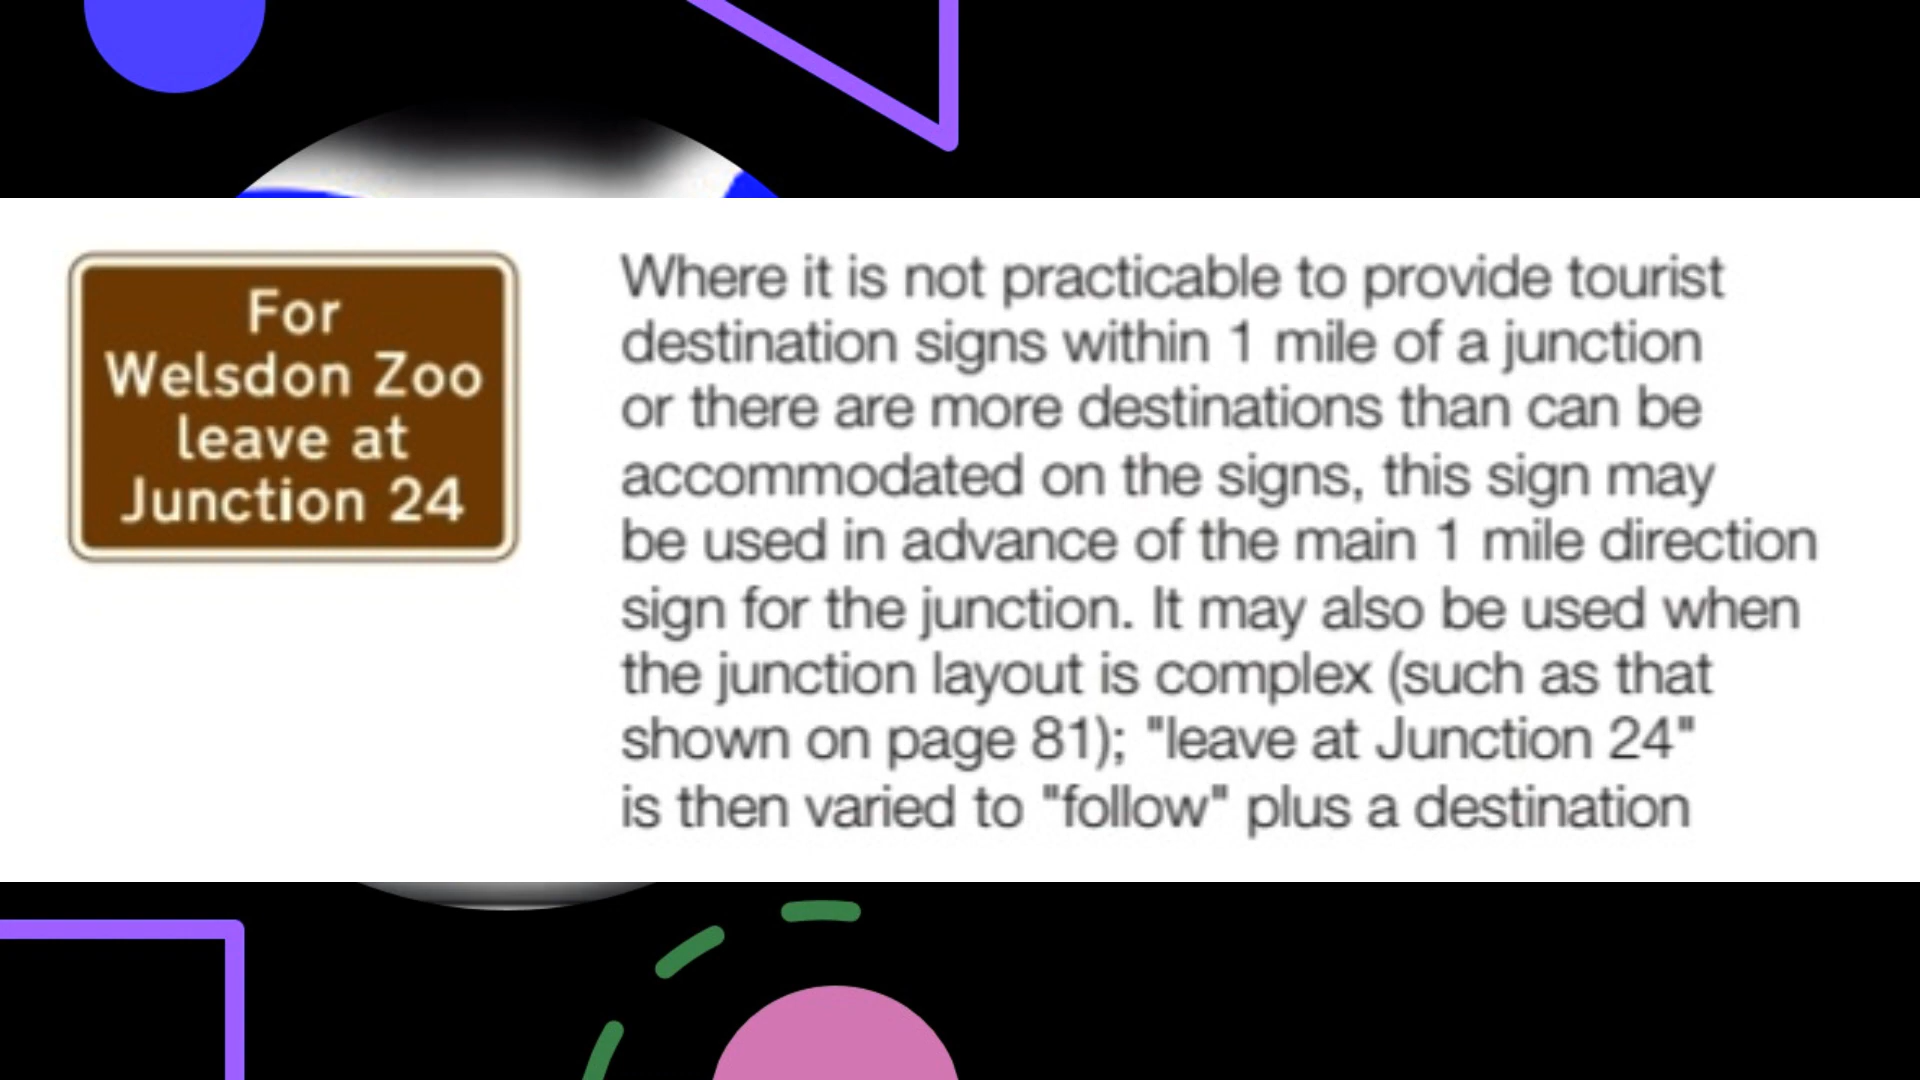 For
Welsdon Zoo
leave at
Junction 24
Where it is not practicable to provide tourist
destination signs within 1 mile of a junction
or there are more destinations than can be
accommodated on the signs, this sign may
be used in advance of the main 1 mile direction
sign for the junction. It may also be used when
the junction layout is complex (such as that
shown on page 81); "leave at Junction 24"
is then varied to "follow" plus a destination